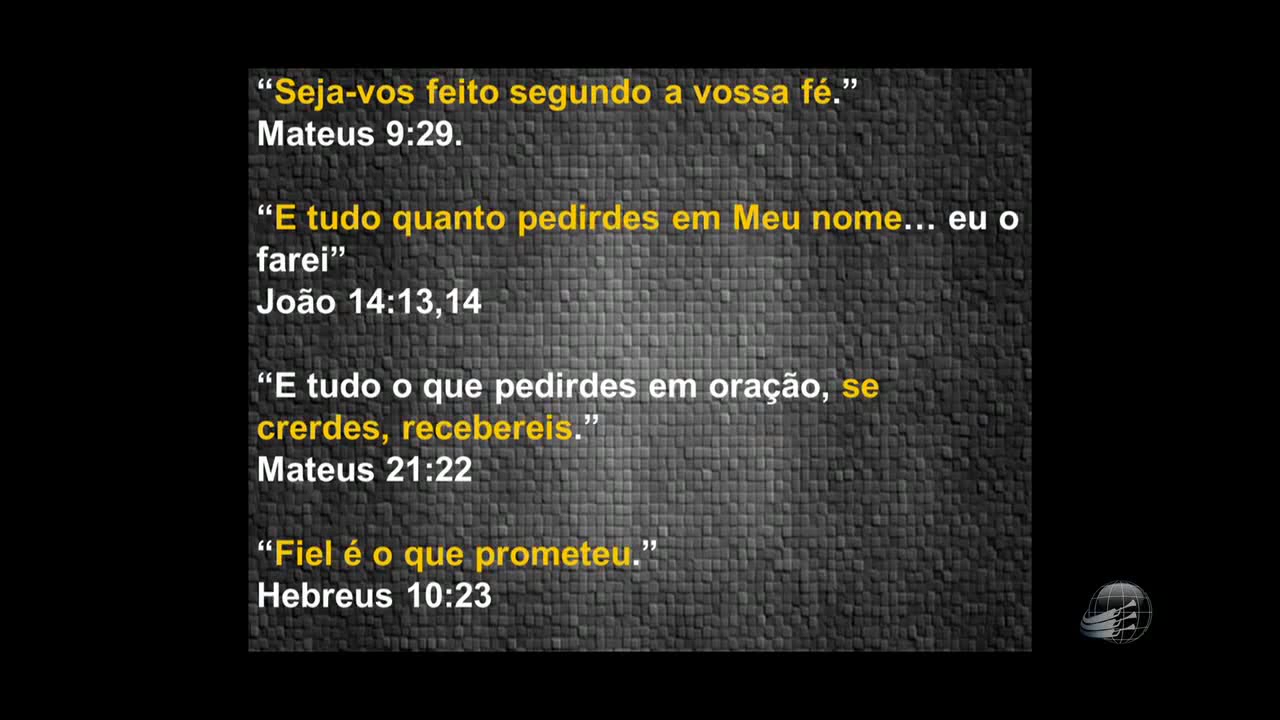 “Seja-vos feito segundo a vossa fé.”
Mateus 9:29.
“E tudo quanto pedirdes em Meu nome… eu o
farei”
João 14:13,14
“E tudo o que pedirdes em oração, se
crerdes, recebereis.”
Mateus 21:22
“Fiel é o que prometeu.”
Hebreus 10:23